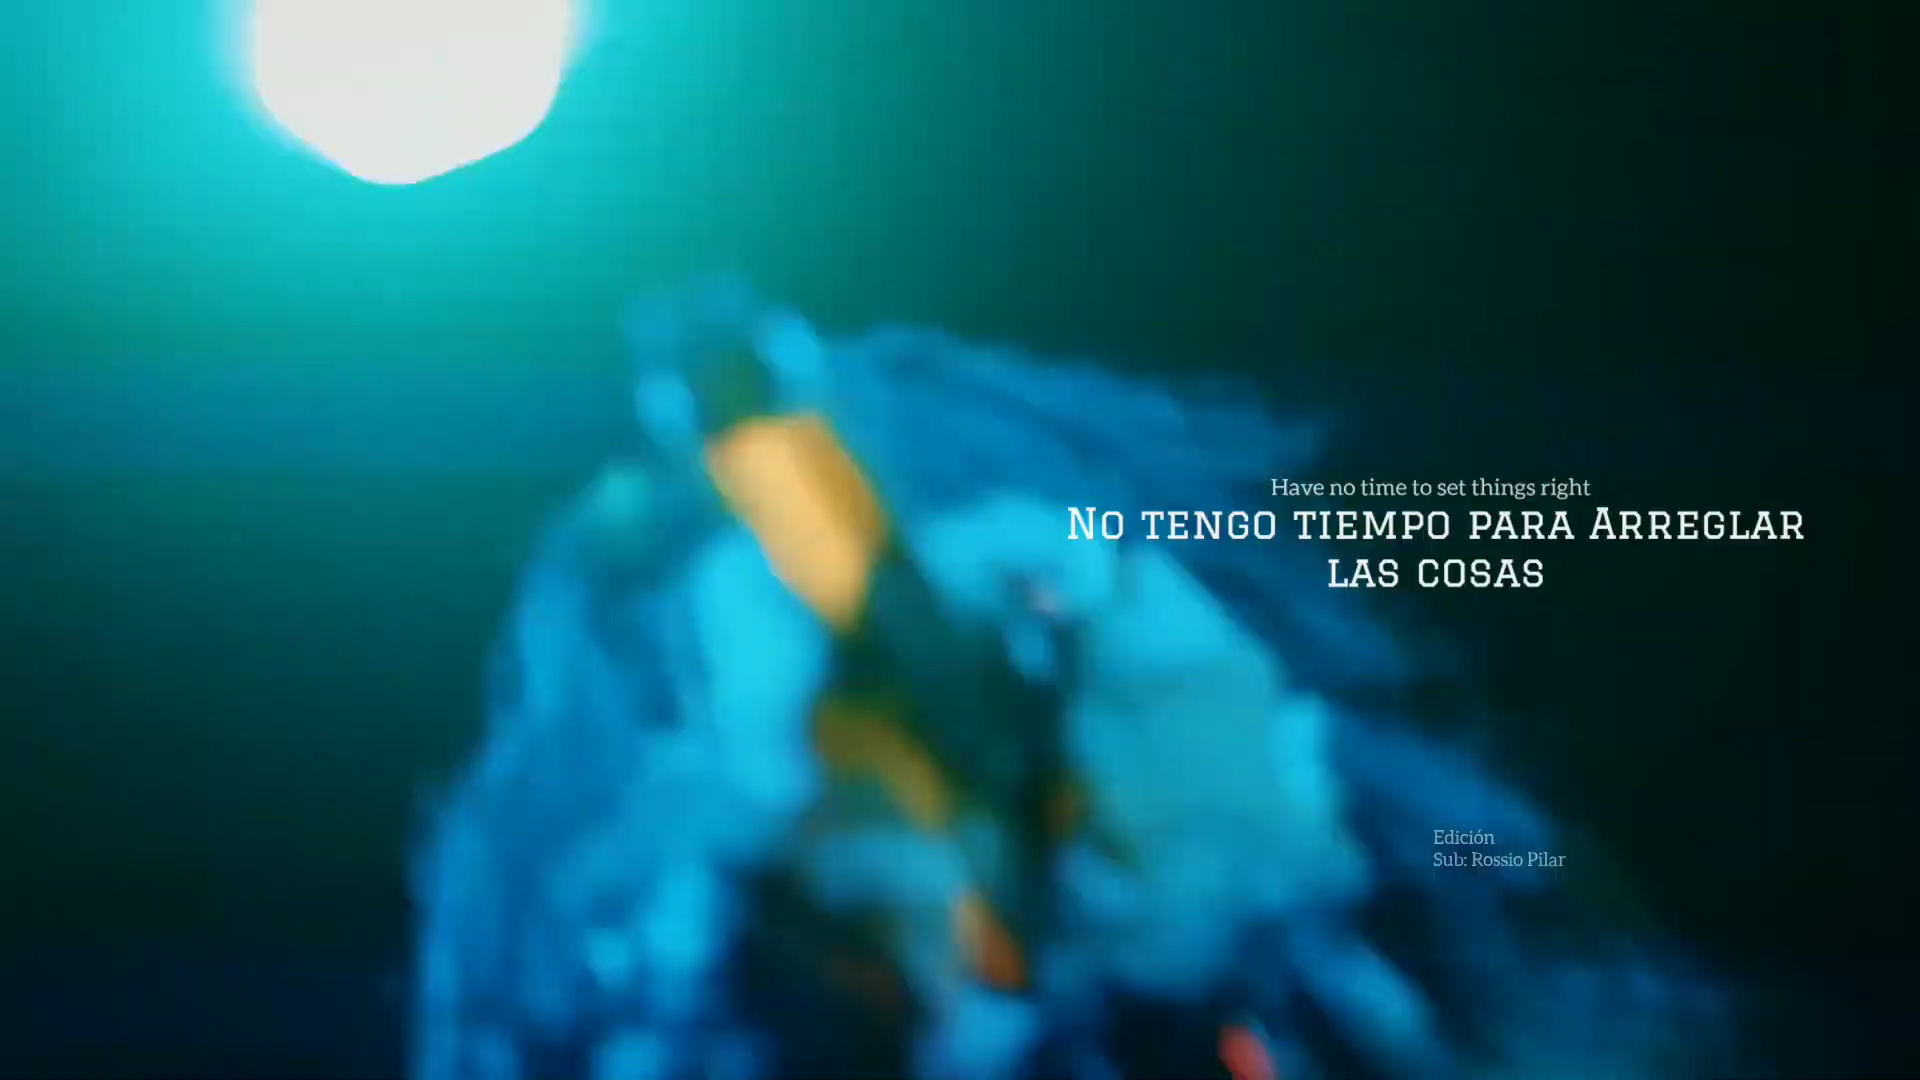 Have no time to set things right
No tengo tiempo para Arreglar
las cosas
Edición
Sub: Rossio Pilar